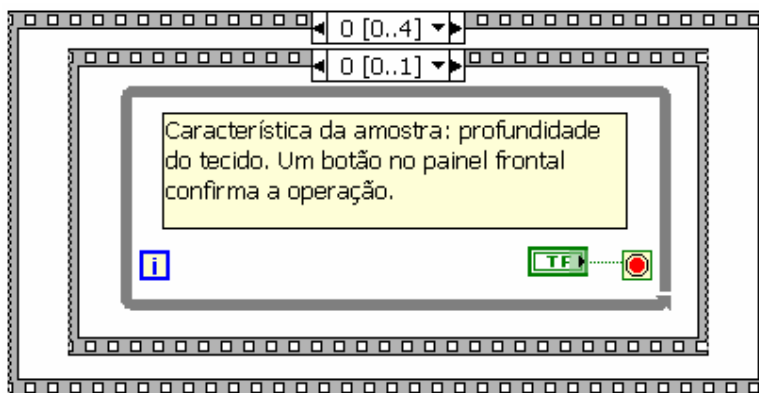 0 [0..4]
0 [0..1]
Característica da amostra: profundidade
do tecido. Um botão no painel frontal
confirma a operação.
i
TF